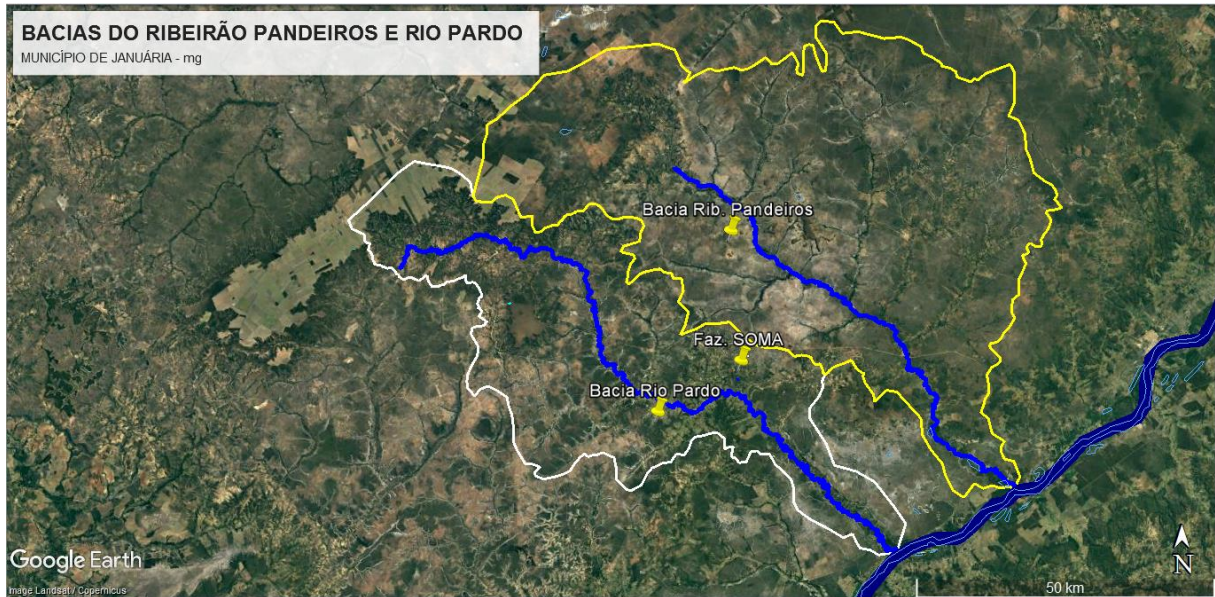 BACIAS DO RIBEIRÃO PANDEIROS E RIO PARDO
MUNICÍPIO DE JANUÁRIA - mg
Bacia Rib. Pandeiros
Faz. SOMA
Bacia Rio Pardo
Google Earth
Image Landsat / Copernicus
N
50 km